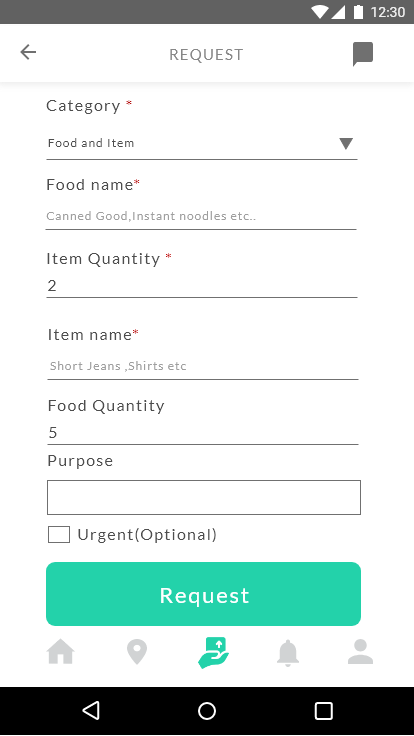 12:30
REQUEST
Category *
Food and Item
Food name*
Canned Good,Instant noodles etc..
Item Quantity *
2
Item name*
Short Jeans ,Shirts etc
Food Quantity
5
Purpose
Urgent(Optional)
Request